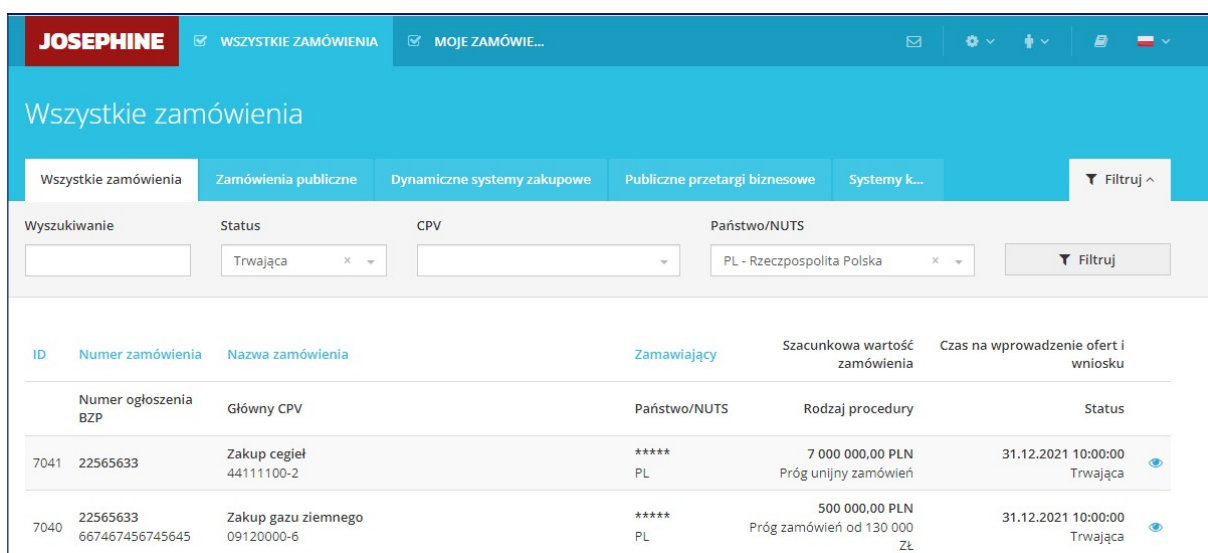 JOSEPHINE WSZYSTKIE ZAMÓWIENIA MOJE ZAMÓWIE...
Wszystkie zamówienia
Wszystkie zamówienia Zamówienia publiczne Dynamiczne systemy zakupowe Publiczne przetargi biznesowe Systemy k... Filtruj
Wyszukiwanie Status CPV Państwo/NUTS
Trwająca × PL - Rzeczpospolita Polska × Filtruj
ID Numer zamówienia Nazwa zamówienia Zamawiający Szacunkowa wartość Czas na wprowadzenie ofert i
zamówienia wniosku
Numer ogłoszenia Główny CPV Państwo/NUTS Rodzaj procedury Status
BZP
7041 22565633 Zakup cegieł ***** 7 000 000,00 PLN 31.12.2021 10:00:00
44111100-2 PL Próg unijny zamówień Trwająca
7040 22565633 Zakup gazu ziemnego ***** 500 000,00 PLN 31.12.2021 10:00:00
667467456745645 09120000-6 PL Próg zamówień od 130 000 Trwająca
ZŁ